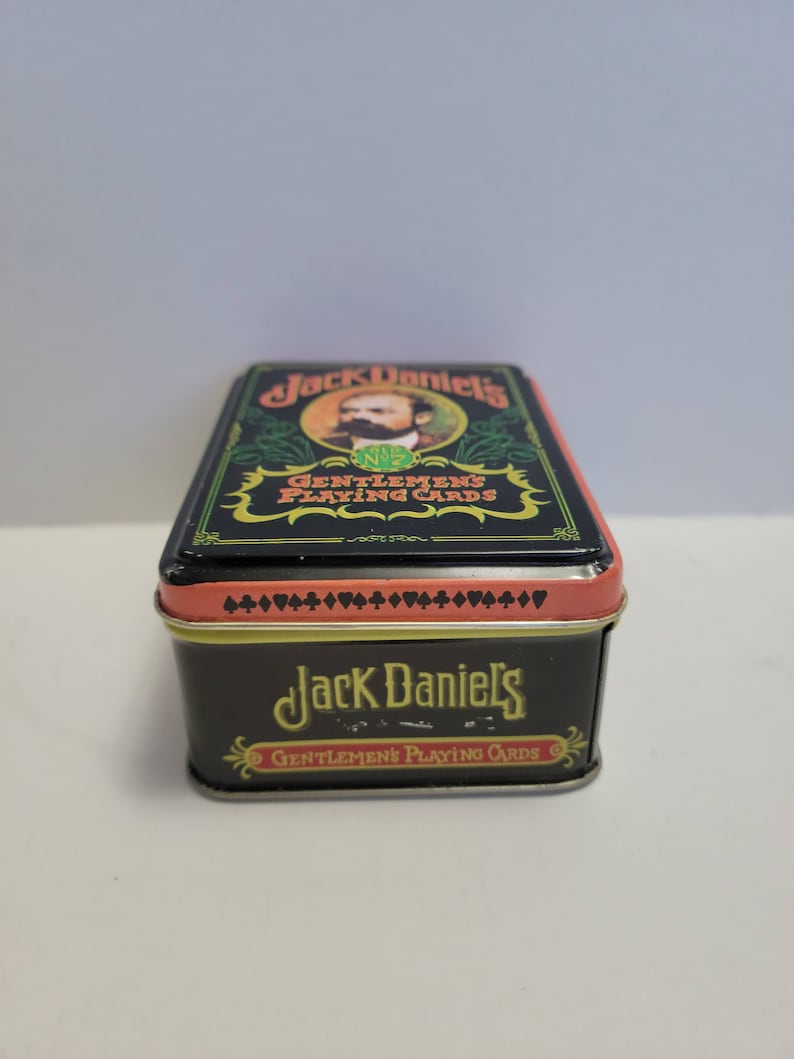 Jack Daniel's
OLD
No. 7
GENTLEMEN'S
PLAYING CARDS
Jack Daniel's
GENTLEMEN'S PLAYING CARDS